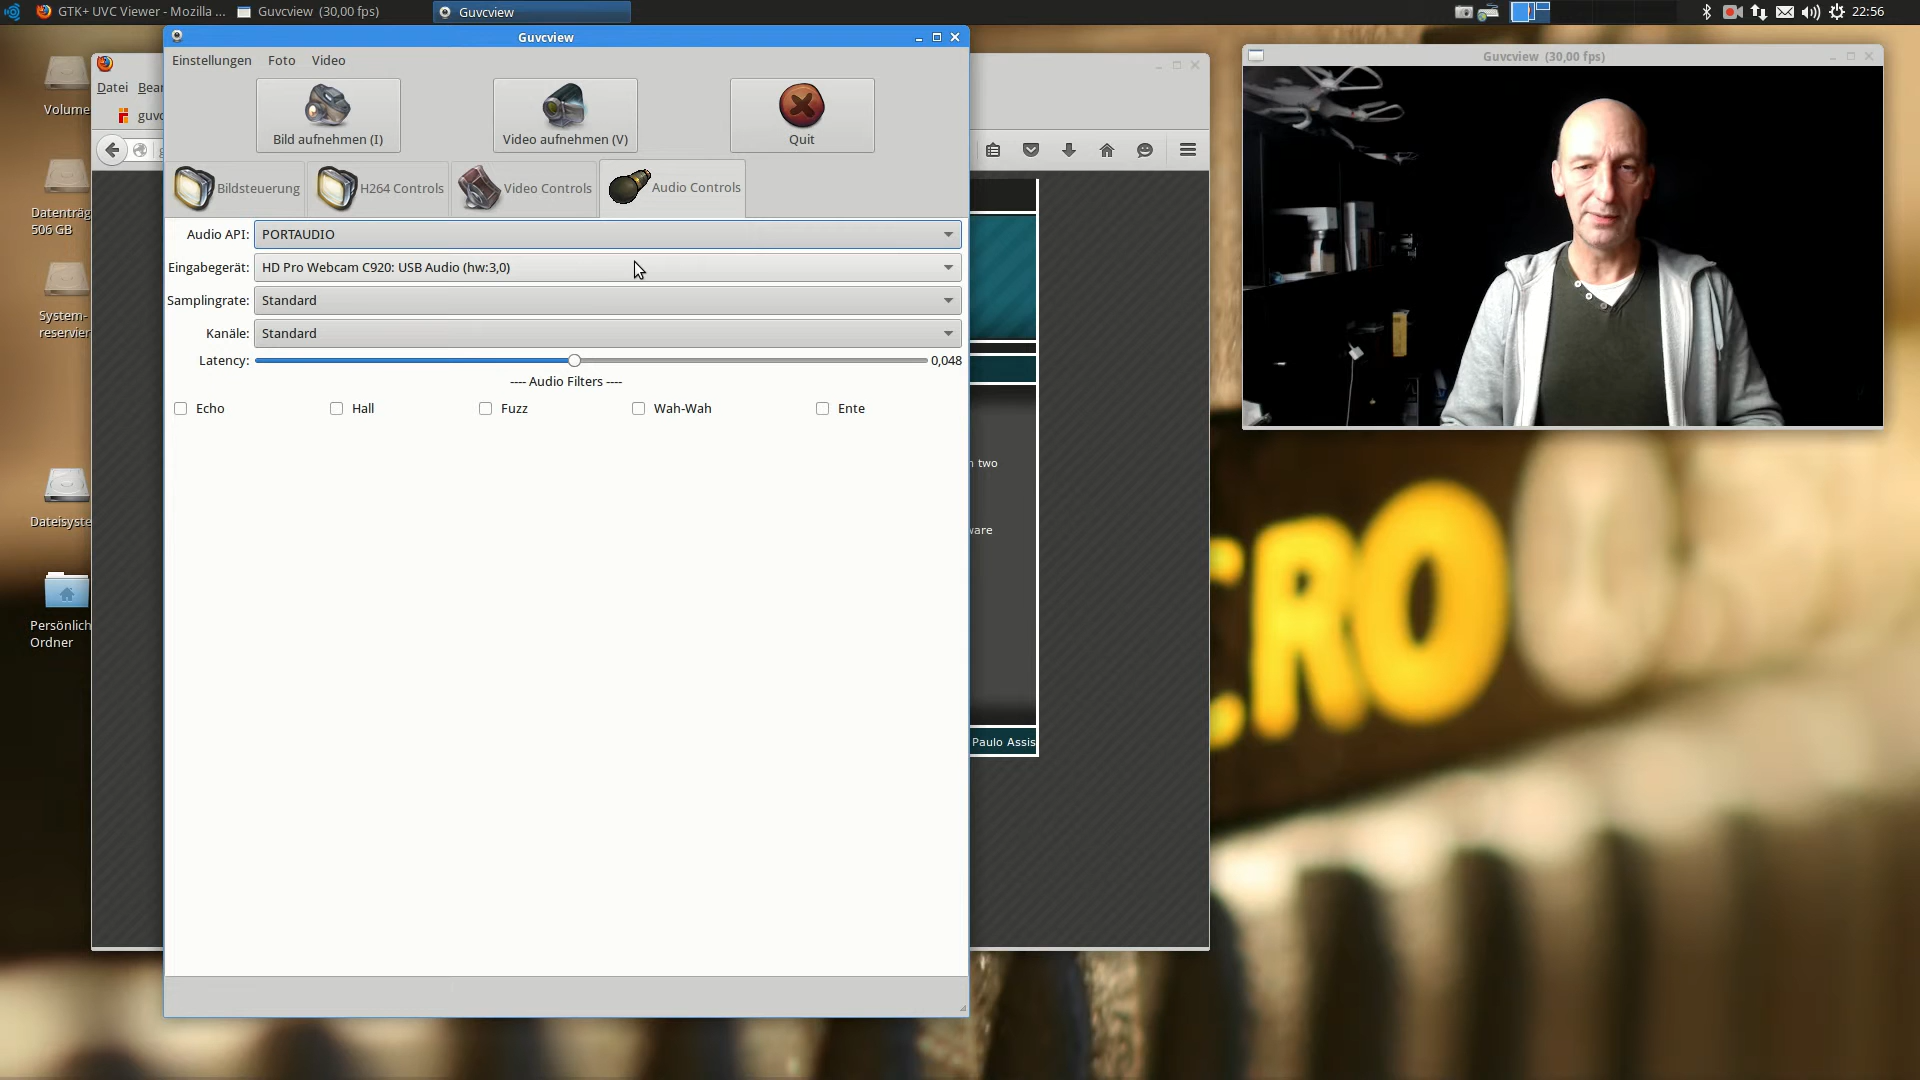 GTK+ UVC Viewer - Mozilla ...
Guvcview (30,00 fps)
Guvcview
22:56
Guvcview
Einstellungen
Foto
Video
Bild aufnehmen (I)
Video aufnehmen (V)
Quit
Bildsteuerung
H264 Controls
Video Controls
Audio Controls
Audio API:
PORTAUDIO
Eingabegerät:
HD Pro Webcam C920: USB Audio (hw:3,0)
Samplingrate:
Standard
Kanäle:
Standard
Latency:
0,048
---- Audio Filters ----
Echo
Hall
Fuzz
Wah-Wah
Ente
Datei
Bear
guvc
two
ware
Paulo Assis
Guvcview (30,00 fps)
Volume
Datenträg
506 GB
System-
reservier
Dateisyste
Persönlich
Ordner
CRO